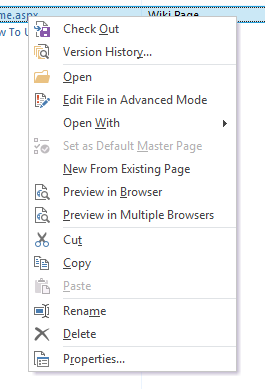 me.aspx Wiki Page
w To U
Check Out
Version History...
Open
Edit File in Advanced Mode
Open With
Set as Default Master Page
New From Existing Page
Preview in Browser
Preview in Multiple Browsers
Cut
Copy
Paste
Rename
Delete
Properties...